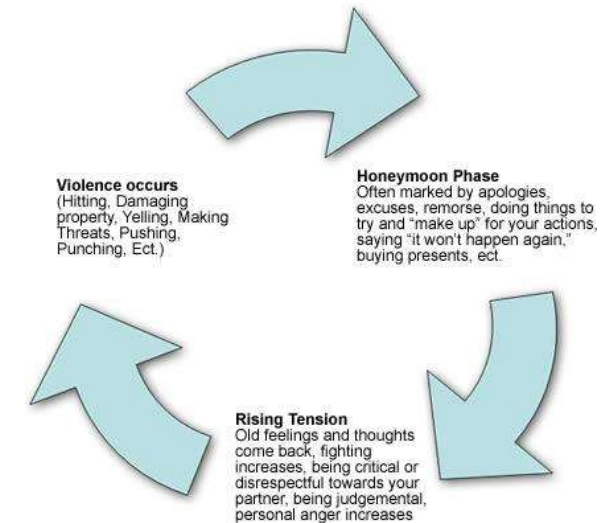 Violence occurs
(Hitting, Damaging
property, Yelling, Making
Threats, Pushing,
Punching, Ect.)
Honeymoon Phase
Often marked by apologies,
excuses, remorse, doing things to
try and “make up” for your actions,
saying “it won’t happen again,”
buying presents, ect.
Rising Tension
Old feelings and thoughts
come back, fighting
increases, being critical or
disrespectful towards your
partner, being judgemental,
personal anger increases